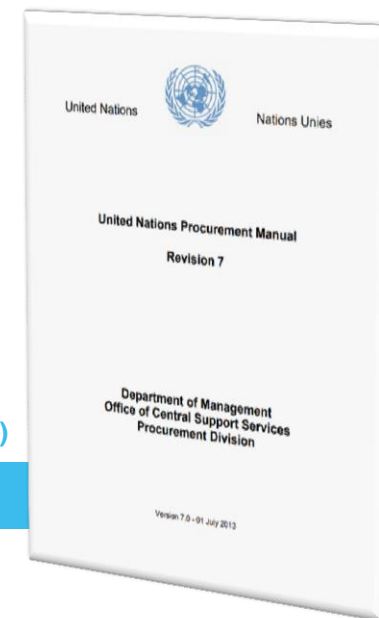 United Nations
Nations Unies
United Nations Procurement Manual
Revision 7
Department of Management
Office of Central Support Services
Procurement Division
)
Version 7.0 - 01 July 2013